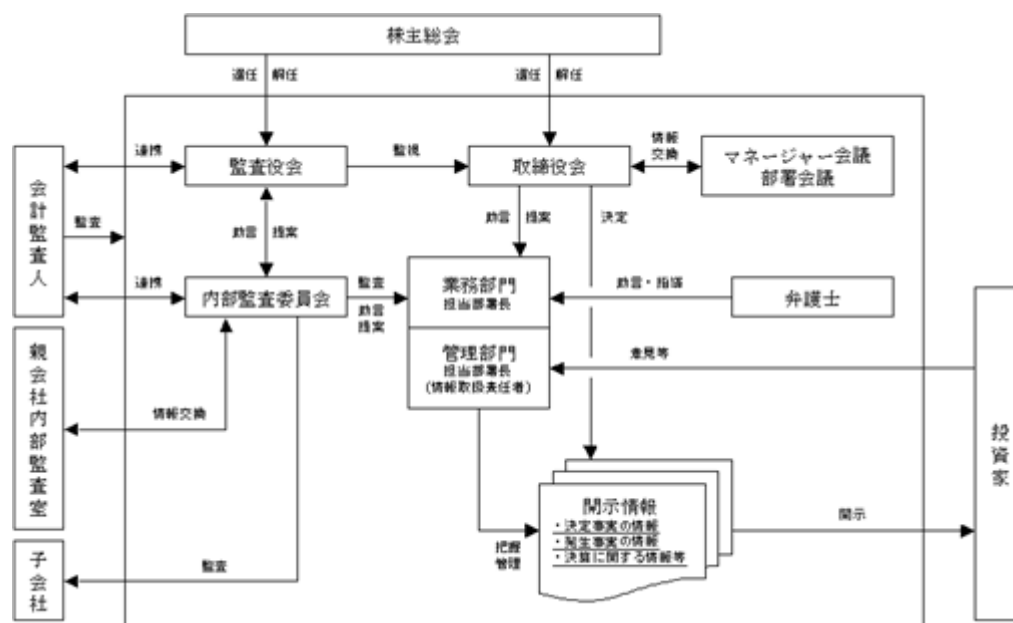 株主総会
選任 解任
選任 解任
会計監査人
連携
監査役会
監視
取締役会
情報
交換
マネージャー会議
部署会議
監査
助言 提案
助言 提案
決定
連携
内部監査委員会
監査
助言
提案
業務部門
担当部署長
助言・指導
弁護士
管理部門
担当部署長
(情報取扱責任者)
意見等
親会社内部監査室
情報交換
投資家
開示情報
・決定事実の情報
・発生事実の情報
・決算に関する情報等
開示
把握
管理
子会社
監査